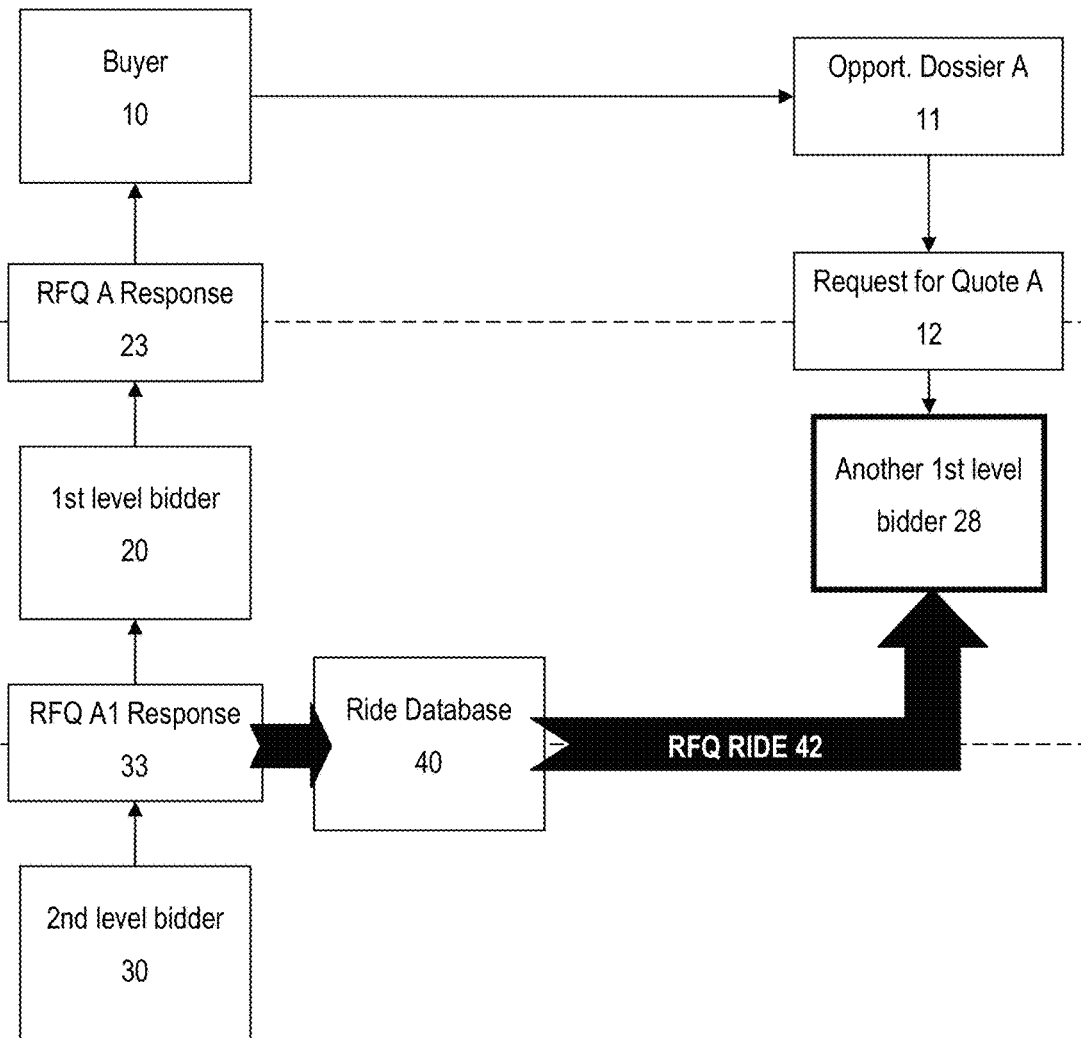 Buyer
10
Opport. Dossier A
11
RFQ A Response
23
Request for Quote A
12
1st level bidder
20
Another 1st level
bidder 28
RFQ A1 Response
33
Ride Database
40
RFQ RIDE 42
2nd level bidder
30